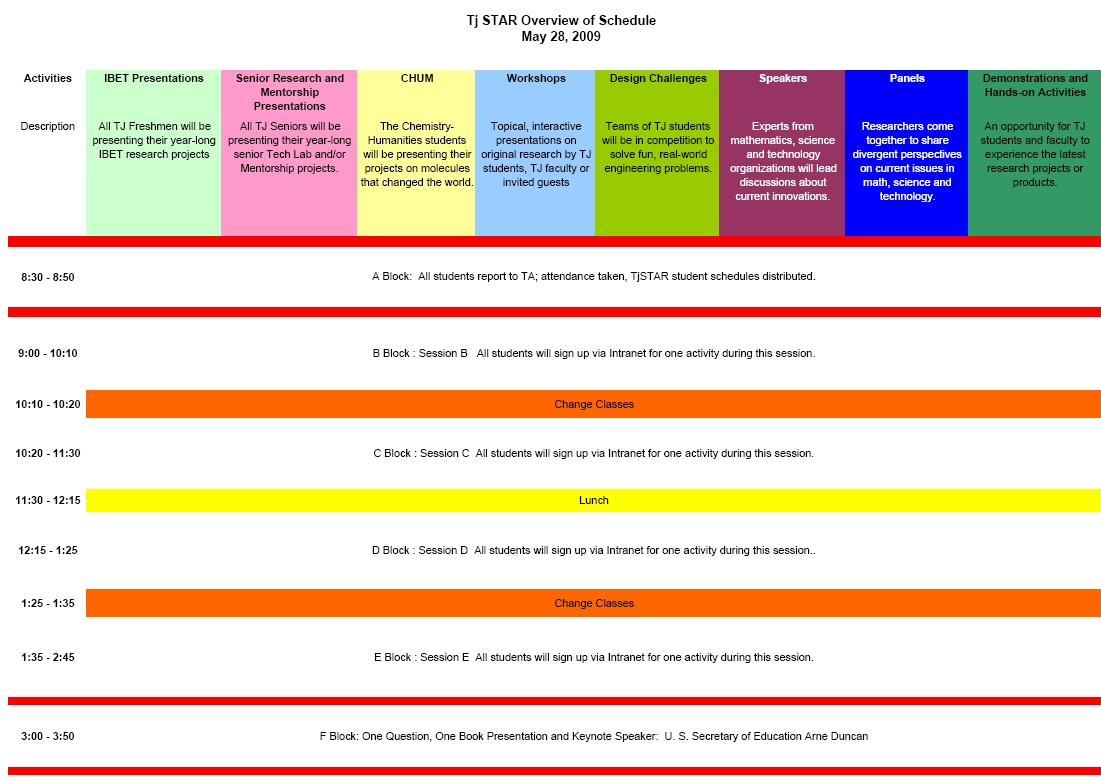 Tj STAR Overview of Schedule
May 28, 2009
Activities
IBET Presentations
Senior Research and
Mentorship
Presentations
CHUM
Workshops
Design Challenges
Speakers
Panels
Demonstrations and
Hands-on Activities
Description
All TJ Freshmen will be
presenting their year-long
IBET research projects
All TJ Seniors will be
presenting their year-long
senior Tech Lab and/or
Mentorship projects.
The Chemistry-
Humanities students
will be presenting their
projects on molecules
that changed the world.
Topical, interactive
presentations on
original research by TJ
students, TJ faculty or
invited guests
Teams of TJ students
will be in competition to
solve fun, real-world
engineering problems.
Experts from
mathematics, science
and technology
organizations will lead
discussions about
current innovations.
Researchers come
together to share
divergent perspectives
on current issues in
math, science and
technology.
An opportunity for TJ
students and faculty to
experience the latest
research projects or
products.
8:30 - 8:50 A Block: All students report to TA; attendance taken, TjSTAR student schedules distributed.
9:00 - 10:10 B Block : Session B All students will sign up via Intranet for one activity during this session.
10:10 - 10:20 Change Classes
10:20 - 11:30 C Block : Session C All students will sign up via Intranet for one activity during this session.
11:30 - 12:15 Lunch
12:15 - 1:25 D Block : Session D All students will sign up via Intranet for one activity during this session..
1:25 - 1:35 Change Classes
1:35 - 2:45 E Block : Session E All students will sign up via Intranet for one activity during this session.
3:00 - 3:50 F Block: One Question, One Book Presentation and Keynote Speaker: U. S. Secretary of Education Arne Duncan